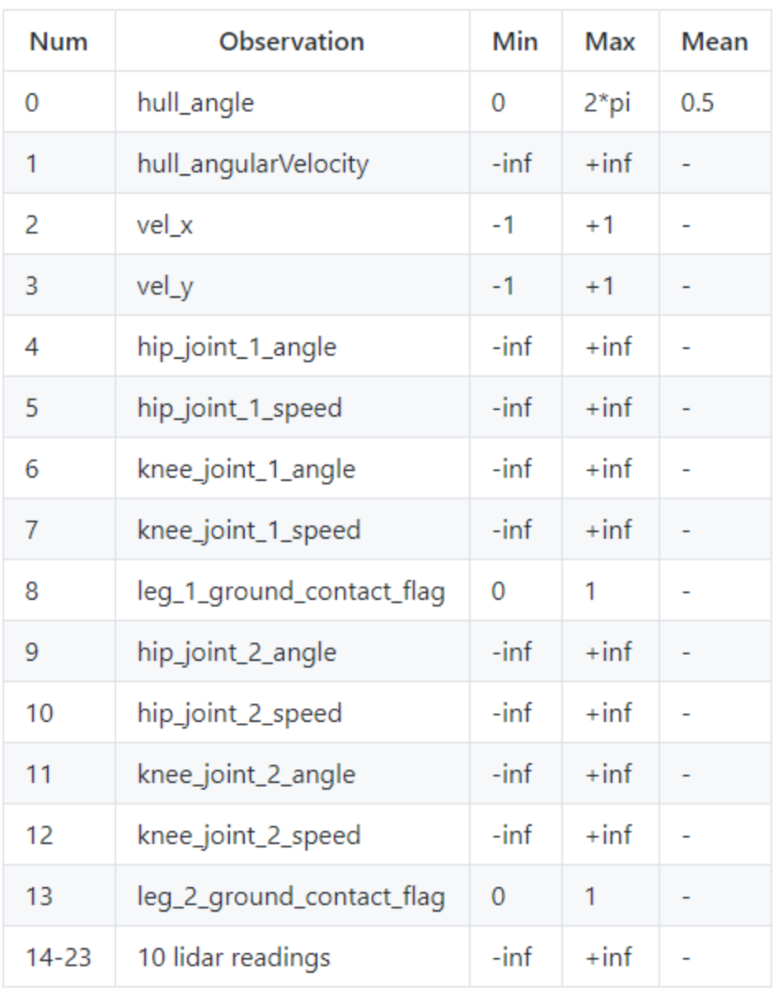 Num Observation Min Max Mean
0 hull_angle 0 2*pi 0.5
1 hull_angularVelocity -inf +inf -
2 vel_x -1 +1 -
3 vel_y -1 +1 -
4 hip_joint_1_angle -inf +inf -
5 hip_joint_1_speed -inf +inf -
6 knee_joint_1_angle -inf +inf -
7 knee_joint_1_speed -inf +inf -
8 leg_1_ground_contact_flag 0 1 -
9 hip_joint_2_angle -inf +inf -
10 hip_joint_2_speed -inf +inf -
11 knee_joint_2_angle -inf +inf -
12 knee_joint_2_speed -inf +inf -
13 leg_2_ground_contact_flag 0 1 -
14-23 10 lidar readings -inf +inf -